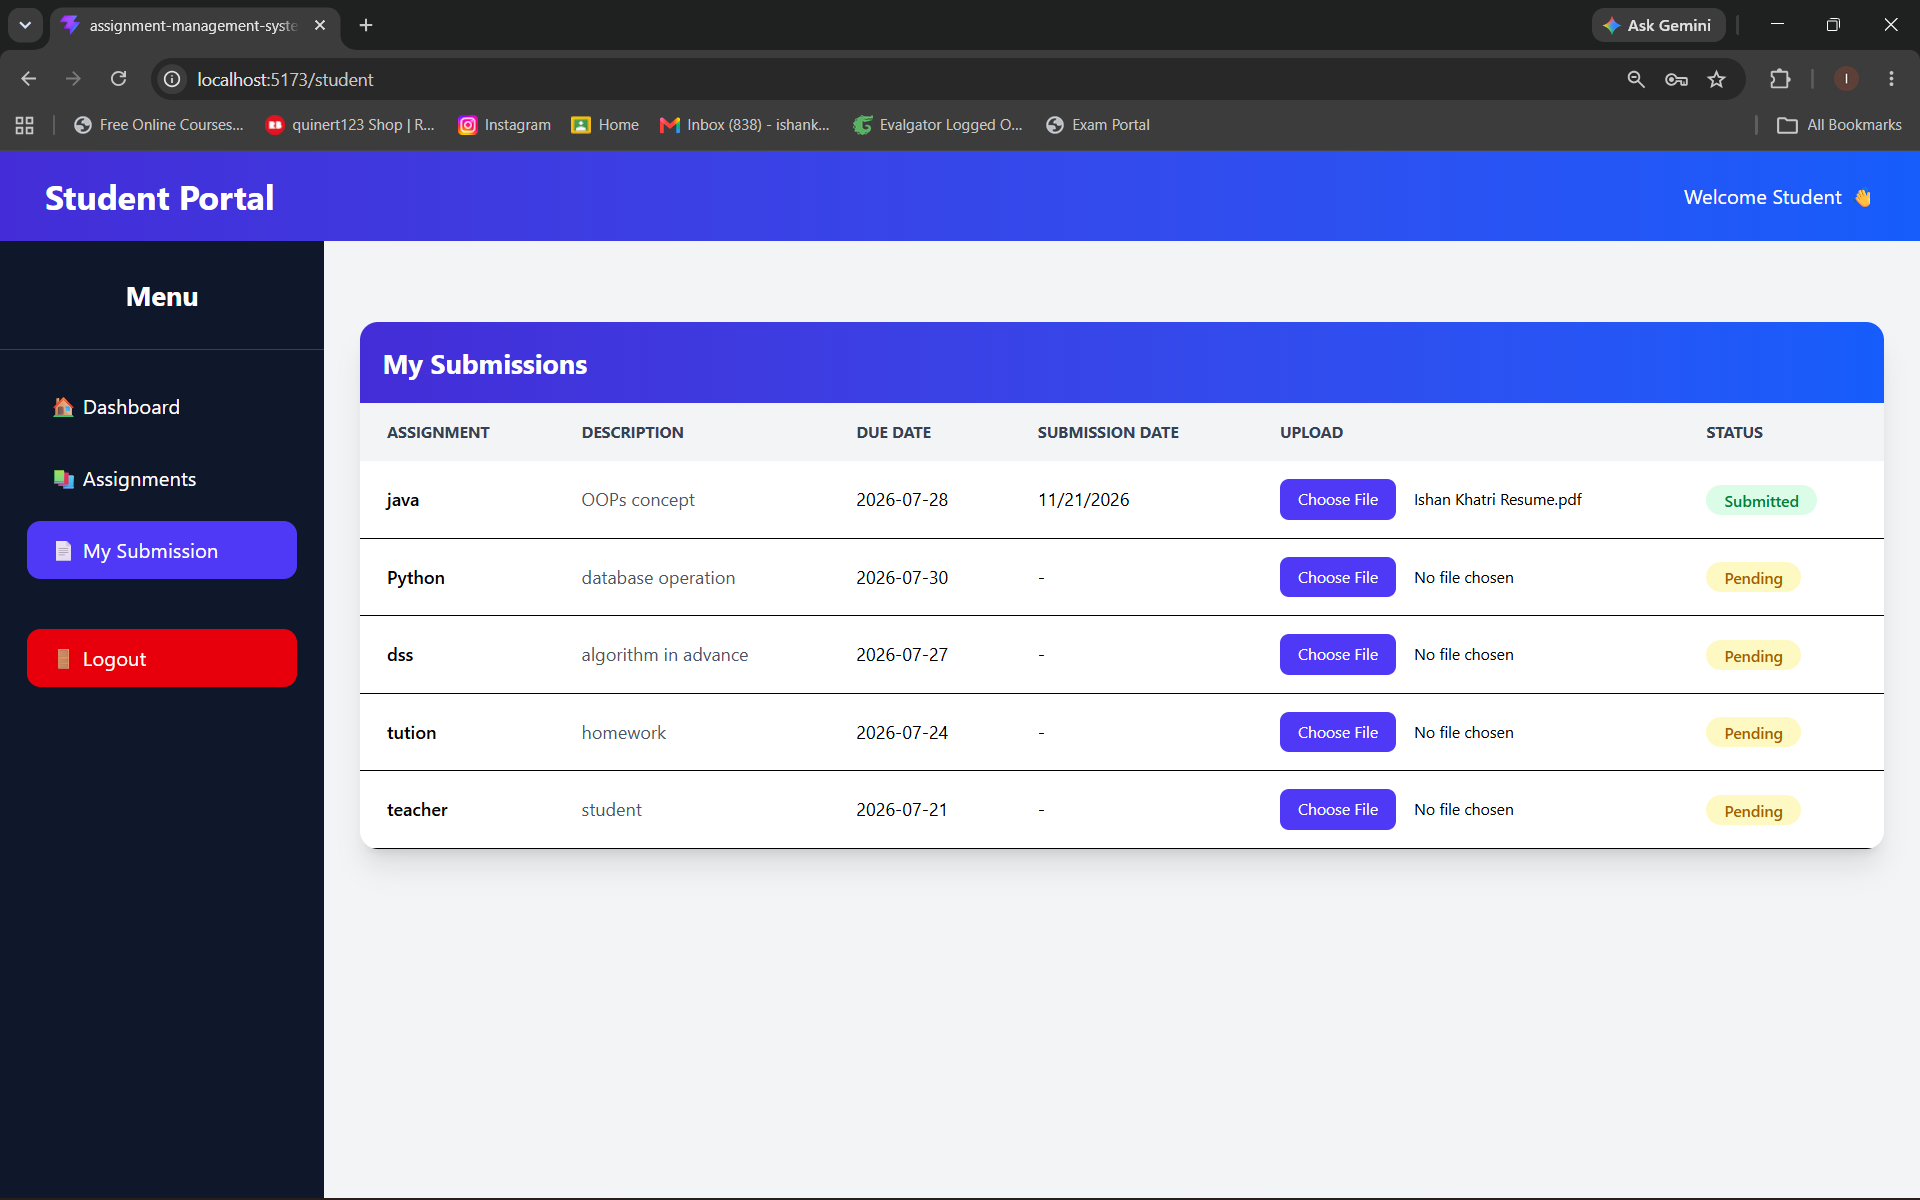 assignment-management-syste
Ask Gemini
localhost:5173/student
I
Free Online Courses...
quinert123 Shop | R...
Instagram
Home
Inbox (838) - ishank...
Evalgator Logged O...
Exam Portal
All Bookmarks
Student Portal
Welcome Student 👋
Menu
Dashboard
Assignments
My Submission
Logout
My Submissions
ASSIGNMENT DESCRIPTION DUE DATE SUBMISSION DATE UPLOAD STATUS
java OOPs concept 2026-07-28 11/21/2026 Choose File Ishan Khatri Resume.pdf Submitted
Python database operation 2026-07-30 - Choose File No file chosen Pending
dss algorithm in advance 2026-07-27 - Choose File No file chosen Pending
tution homework 2026-07-24 - Choose File No file chosen Pending
teacher student 2026-07-21 - Choose File No file chosen Pending